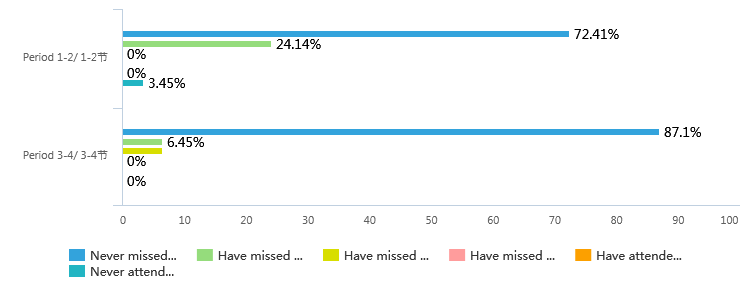 72.41%
24.14%
0%
Period 1-2/ 1-2节
0%
3.45%
87.1%
6.45%
Period 3-4/ 3-4节
0%
0%
0 10 20 30 40 50 60 70 80 90 100
Never missed... Have missed ... Have missed ... Have missed ... Have attende...
Never attend...